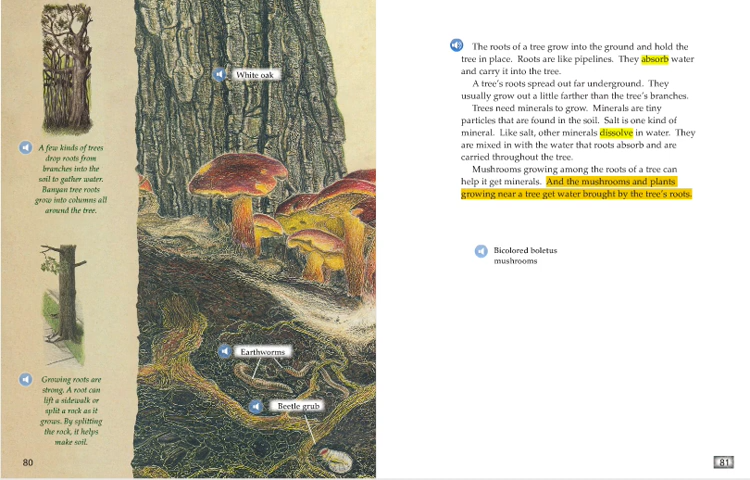 A few kinds of trees
drop roots from
branches into the
soil to gather water.
Banyan tree roots
grow into columns all
around the tree.
Growing roots are
strong. A root can
lift a sidewalk or
split a rock as it
grows. By splitting
the rock, it helps
make soil.
80
White oak
Earthworms
Beetle grub
The roots of a tree grow into the ground and hold the
tree in place. Roots are like pipelines. They absorb water
and carry it into the tree.
A tree's roots spread out far underground. They
usually grow out a little farther than the tree's branches.
Trees need minerals to grow. Minerals are tiny
particles that are found in the soil. Salt is one kind of
mineral. Like salt, other minerals dissolve in water. They
are mixed in with the water that roots absorb and are
carried throughout the tree.
Mushrooms growing among the roots of a tree can
help it get minerals. And the mushrooms and plants
growing near a tree get water brought by the tree's roots.
Bicolored boletus
mushrooms
81